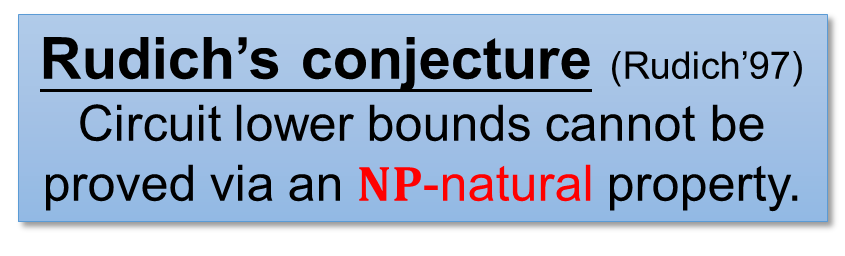 Rudich’s conjecture (Rudich’97)
Circuit lower bounds cannot be
proved via an NP-natural property.